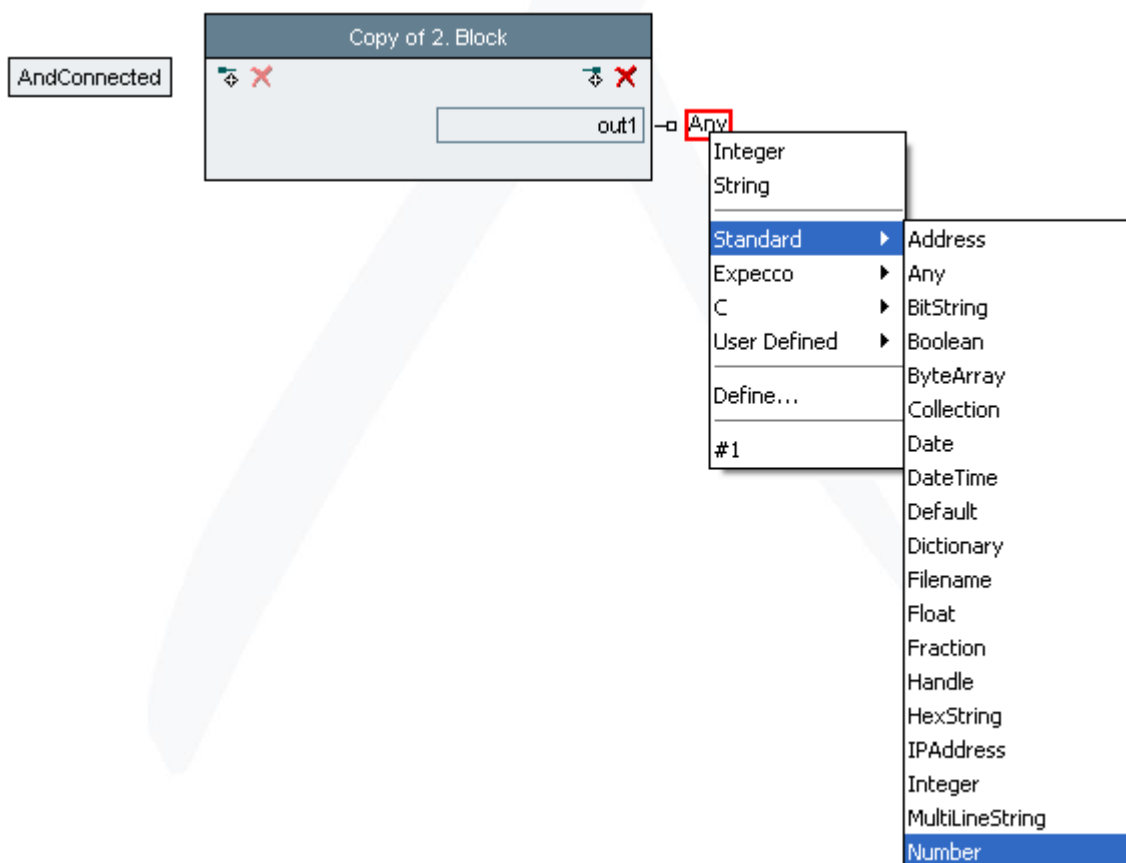 Copy of 2. Block
AndConnected
out1
Any
Integer
String
Standard
Expecco
C
User Defined
Define...
#1
Address
Any
BitString
Boolean
ByteArray
Collection
Date
DateTime
Default
Dictionary
Filename
Float
Fraction
Handle
HexString
IPAddress
Integer
MultiLineString
Number